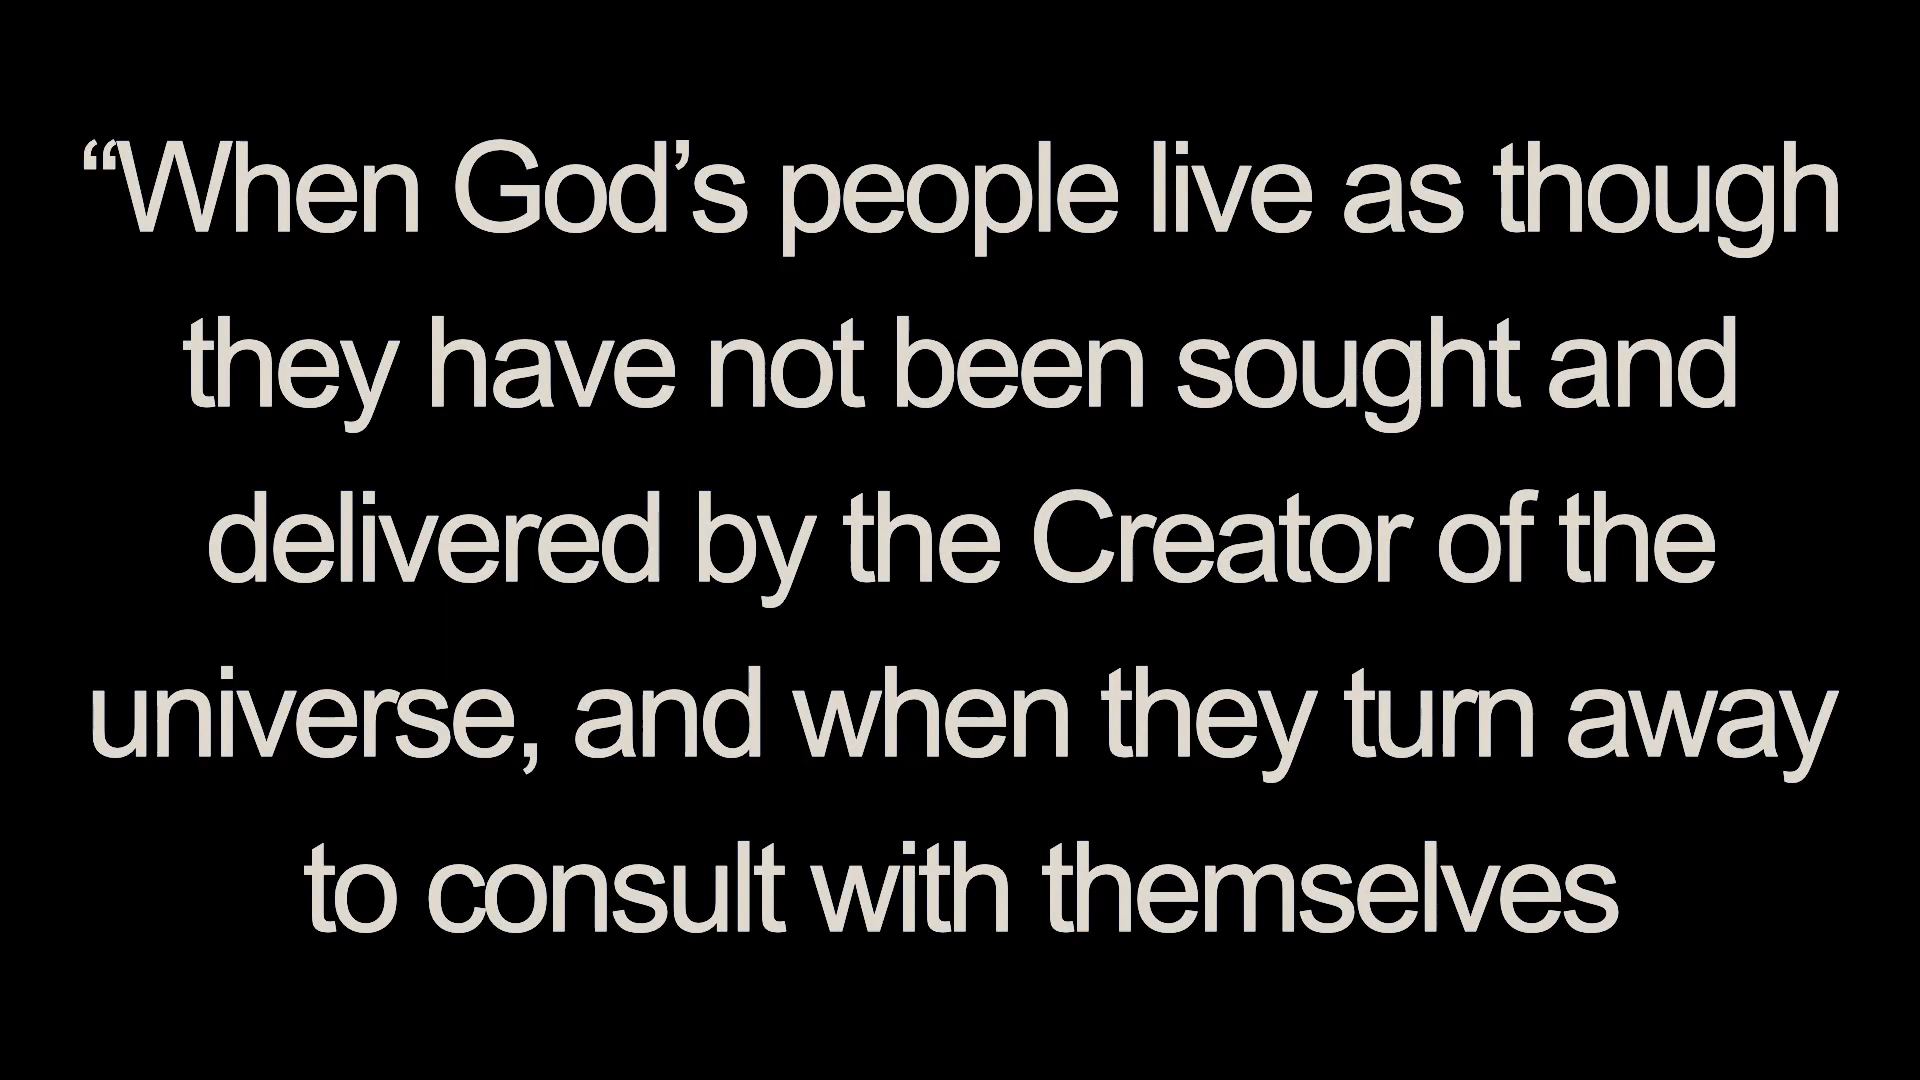 “When God’s people live as though
they have not been sought and
delivered by the Creator of the
universe, and when they turn away
to consult with themselves